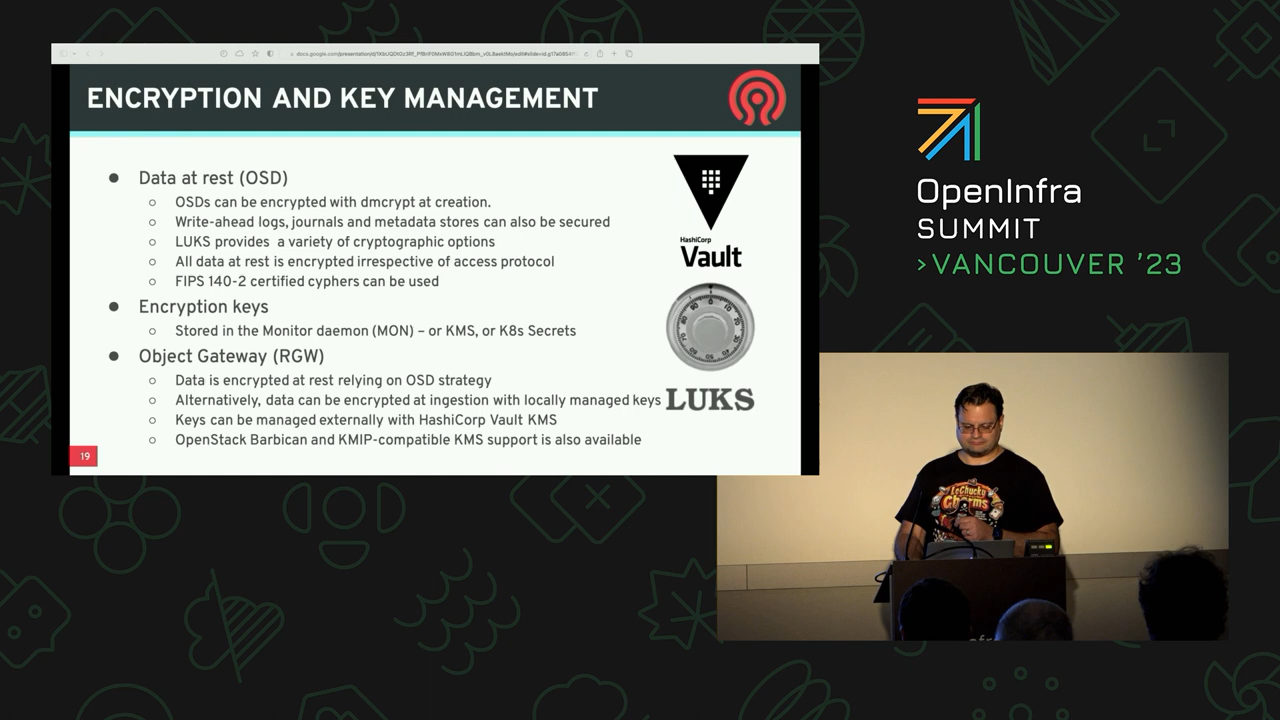 ENCRYPTION AND KEY MANAGEMENT
● Data at rest (OSD)
○ OSDs can be encrypted with dmcrypt at creation.
○ Write-ahead logs, journals and metadata stores can also be secured
○ LUKS provides a variety of cryptographic options
○ All data at rest is encrypted irrespective of access protocol
○ FIPS 140-2 certified cyphers can be used
● Encryption keys
○ Stored in the Monitor daemon (MON) – or KMS, or K8s Secrets
● Object Gateway (RGW)
○ Data is encrypted at rest relying on OSD strategy
○ Alternatively, data can be encrypted at ingestion with locally managed keys
○ Keys can be managed externally with HashiCorp Vault KMS
○ OpenStack Barbican and KMIP-compatible KMS support is also available
19
HashiCorp
Vault
LUKS
OpenInfra
SUMMIT
>VANCOUVER ’23
LeChucky
Charms